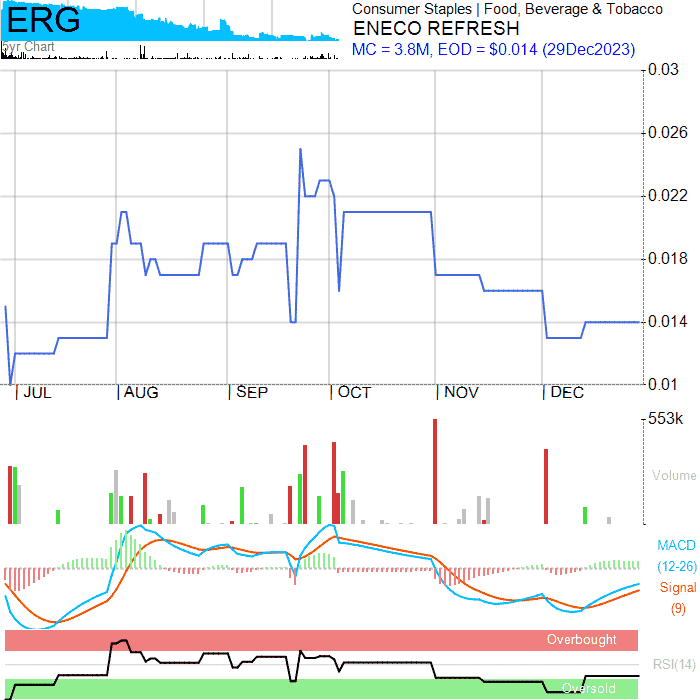 ERG
5yr Chart
Consumer Staples | Food, Beverage & Tobacco
ENECO REFRESH
MC = 3.8M, EOD = $0.014 (29Dec2023)
0.03
0.026
0.022
0.018
0.014
0.01
JUL AUG SEP OCT NOV DEC
553k
Volume
MACD
(12-26)
Signal
(9)
Overbought
RSI(14)
Oversold